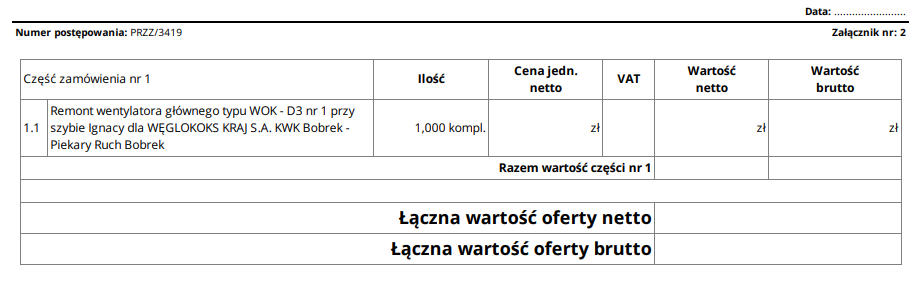 Data: ........................
Numer postępowania: PRZZ/3419
Załącznik nr: 2
Część zamówienia nr 1
Ilość
Cena jedn.
netto
VAT
Wartość
netto
Wartość
brutto
1.1
Remont wentylatora głównego typu WOK - D3 nr 1 przy
szybie Ignacy dla WĘGLOKOKS KRAJ S.A. KWK Bobrek -
Piekary Ruch Bobrek
1,000 kompl.
zł
zł
zł
Razem wartość części nr 1
Łączna wartość oferty netto
Łączna wartość oferty brutto